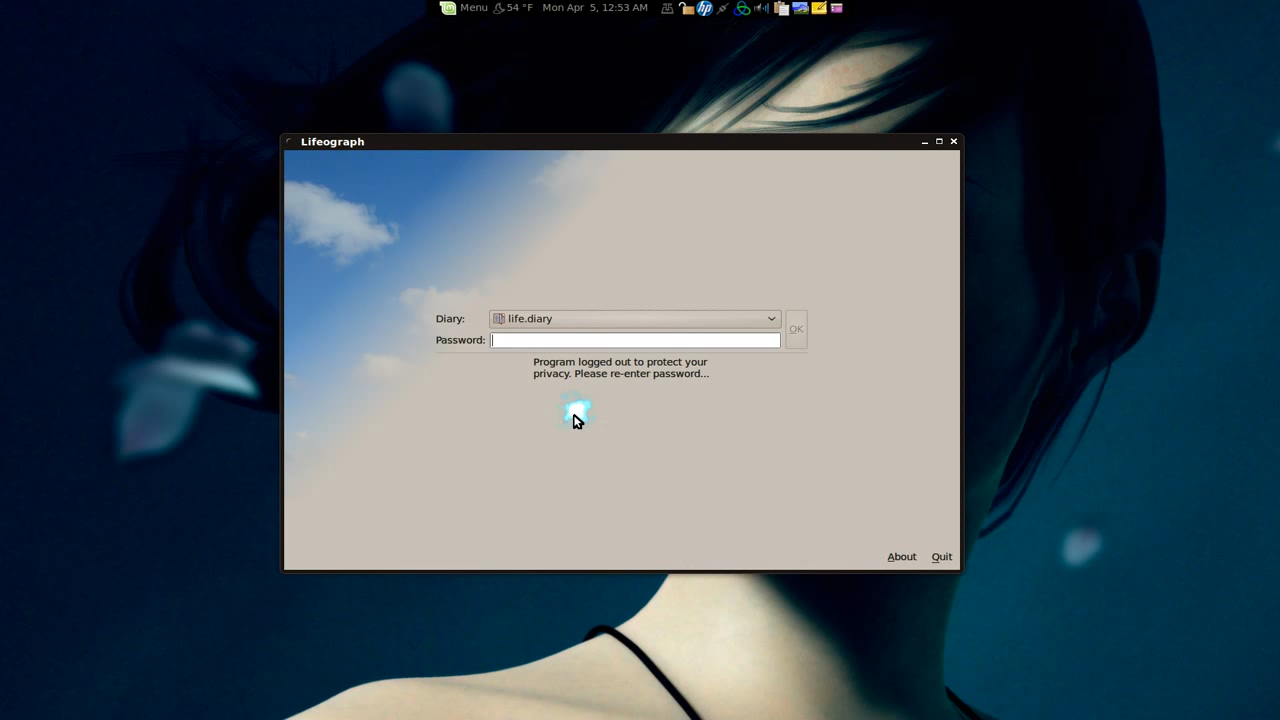 Menu 54 °F Mon Apr 5, 12:53 AM
Lifeograph
Diary: life.diary
OK
Password:
Program logged out to protect your
privacy. Please re-enter password...
About Quit